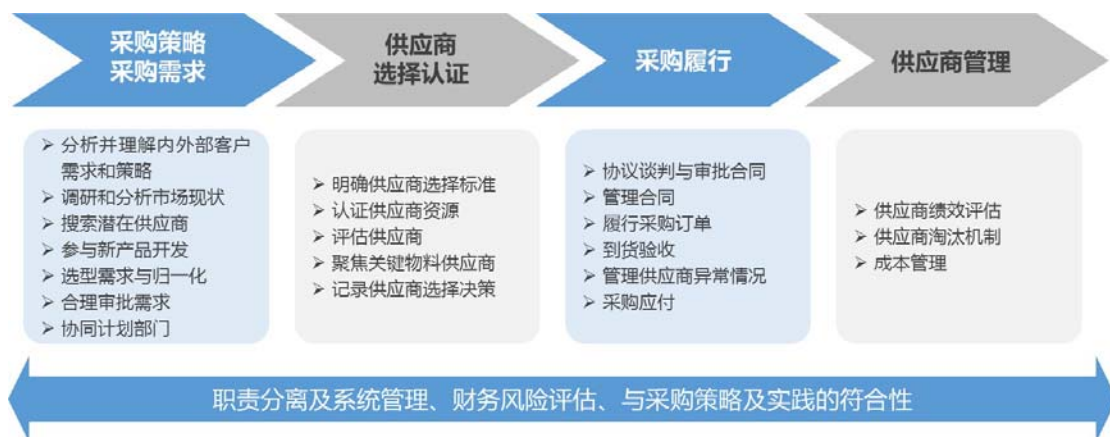 采购策略
采购需求
供应商
选择认证
采购履行
供应商管理
➢ 分析并理解内外部客户
需求和策略
➢ 调研和分析市场现状
➢ 搜索潜在供应商
➢ 参与新产品开发
➢ 选型需求与归一化
➢ 合理审批需求
➢ 协同计划部门
➢ 明确供应商选择标准
➢ 认证供应商资源
➢ 评估供应商
➢ 聚焦关键物料供应商
➢ 记录供应商选择决策
➢ 协议谈判与审批合同
➢ 管理合同
➢ 履行采购订单
➢ 到货验收
➢ 管理供应商异常情况
➢ 采购应付
➢ 供应商绩效评估
➢ 供应商淘汰机制
➢ 成本管理
职责分离及系统管理、财务风险评估、与采购策略及实践的符合性